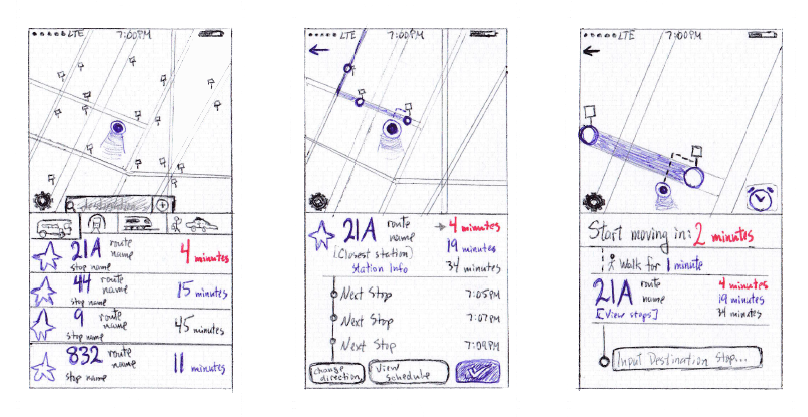 LTE 7:00PM
21A route name 4 minutes
stop name
44 route name 15 minutes
stop name
9 route name 45 minutes
stop name
832 route name 11 minutes
stop name
LTE 7:00PM
21A route name → 4 minutes
(Closest station) 19 minutes
Station Info 34 minutes
Next Stop 7:05PM
Next Stop 7:07PM
Next Stop 7:09PM
change direction
View Schedule
LTE 7:00PM
Start moving in: 2 minutes
Walk for 1 minute
21A route name 4 minutes
19 minutes
[View stops] 34 minutes
Input Destination Stop...